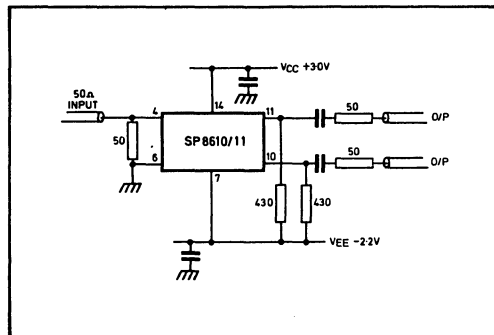 VCC +3·0V
50Ω
INPUT
14
4
11
50
O/P
50
SP8610/11
6
10
50
O/P
7
430
430
VEE -2·2V